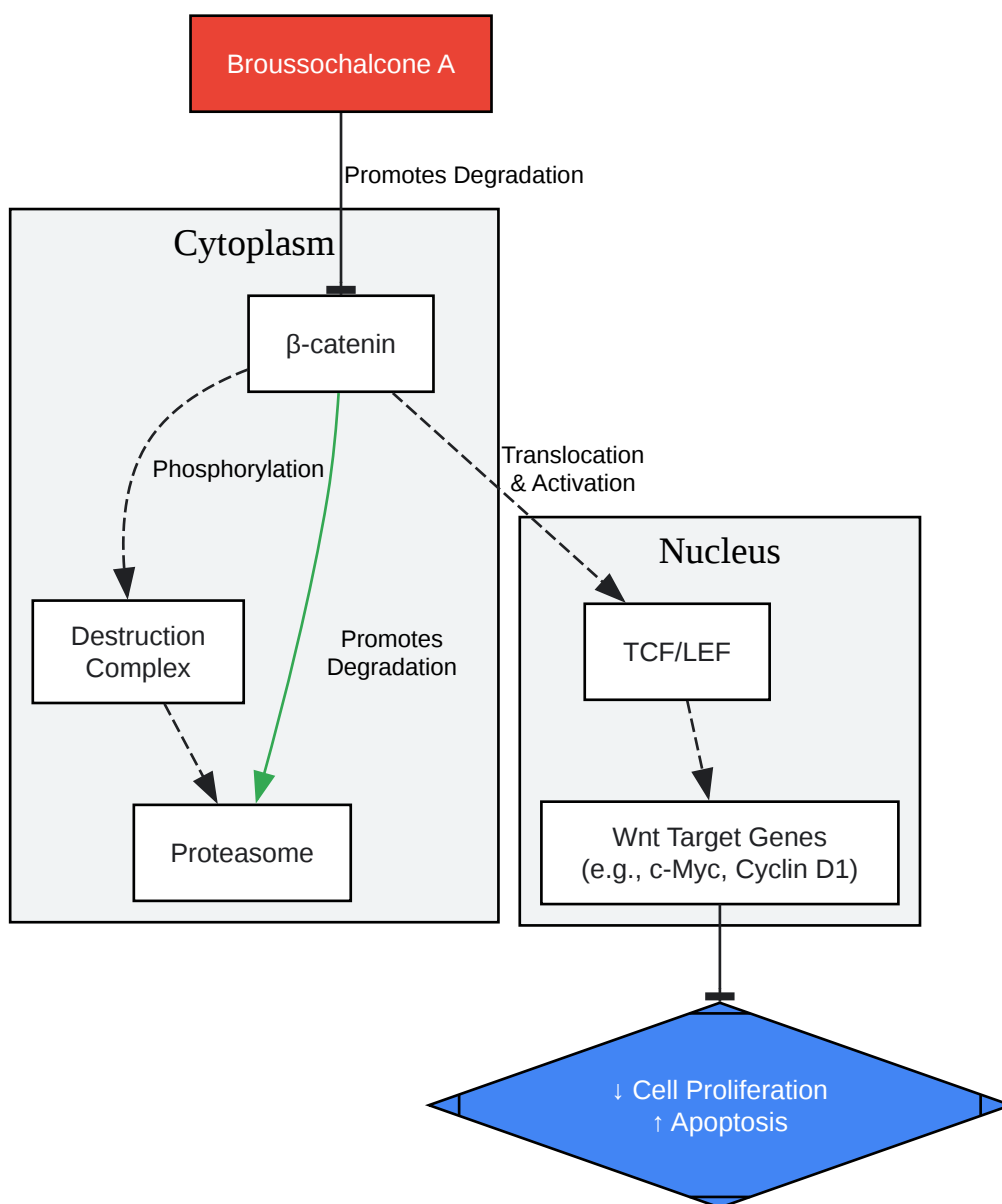 Broussochalcone A
Promotes Degradation
Cytoplasm
β-catenin
Phosphorylation
Translocation
& Activation
Nucleus
Destruction
Complex
Promotes
Degradation
TCF/LEF
Proteasome
Wnt Target Genes
(e.g., c-Myc, Cyclin D1)
↓ Cell Proliferation
↑ Apoptosis